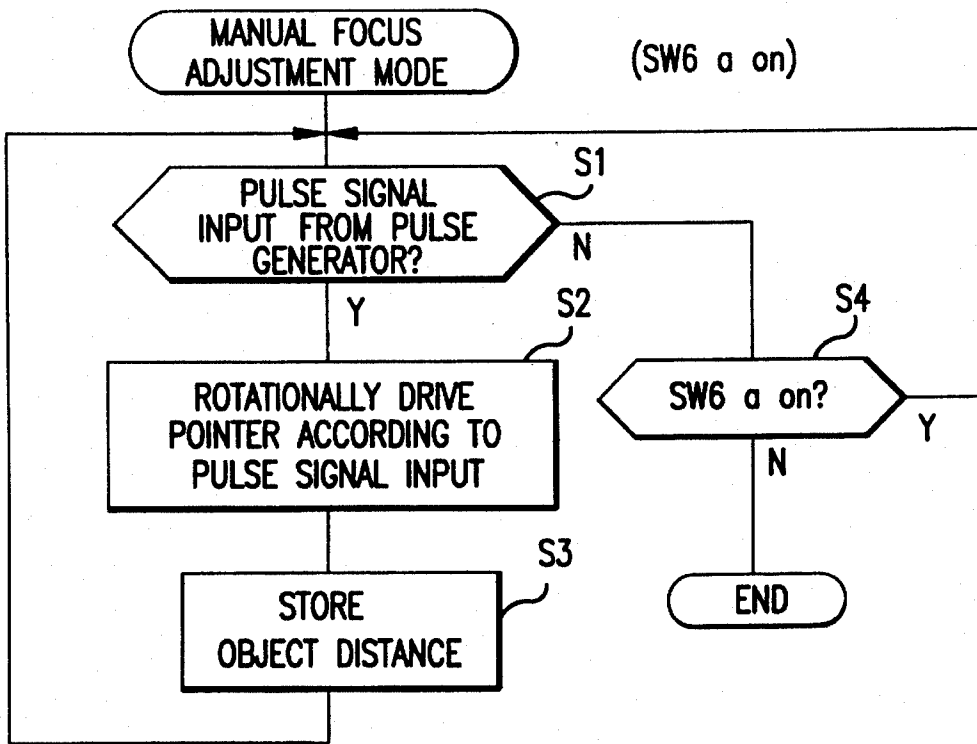 MANUAL FOCUS
ADJUSTMENT MODE
(SW6 a on)
S1
PULSE SIGNAL
INPUT FROM PULSE
GENERATOR?
N
Y
S2
ROTATIONALLY DRIVE
POINTER ACCORDING TO
PULSE SIGNAL INPUT
S4
SW6 a on?
Y
N
S3
STORE
OBJECT DISTANCE
END